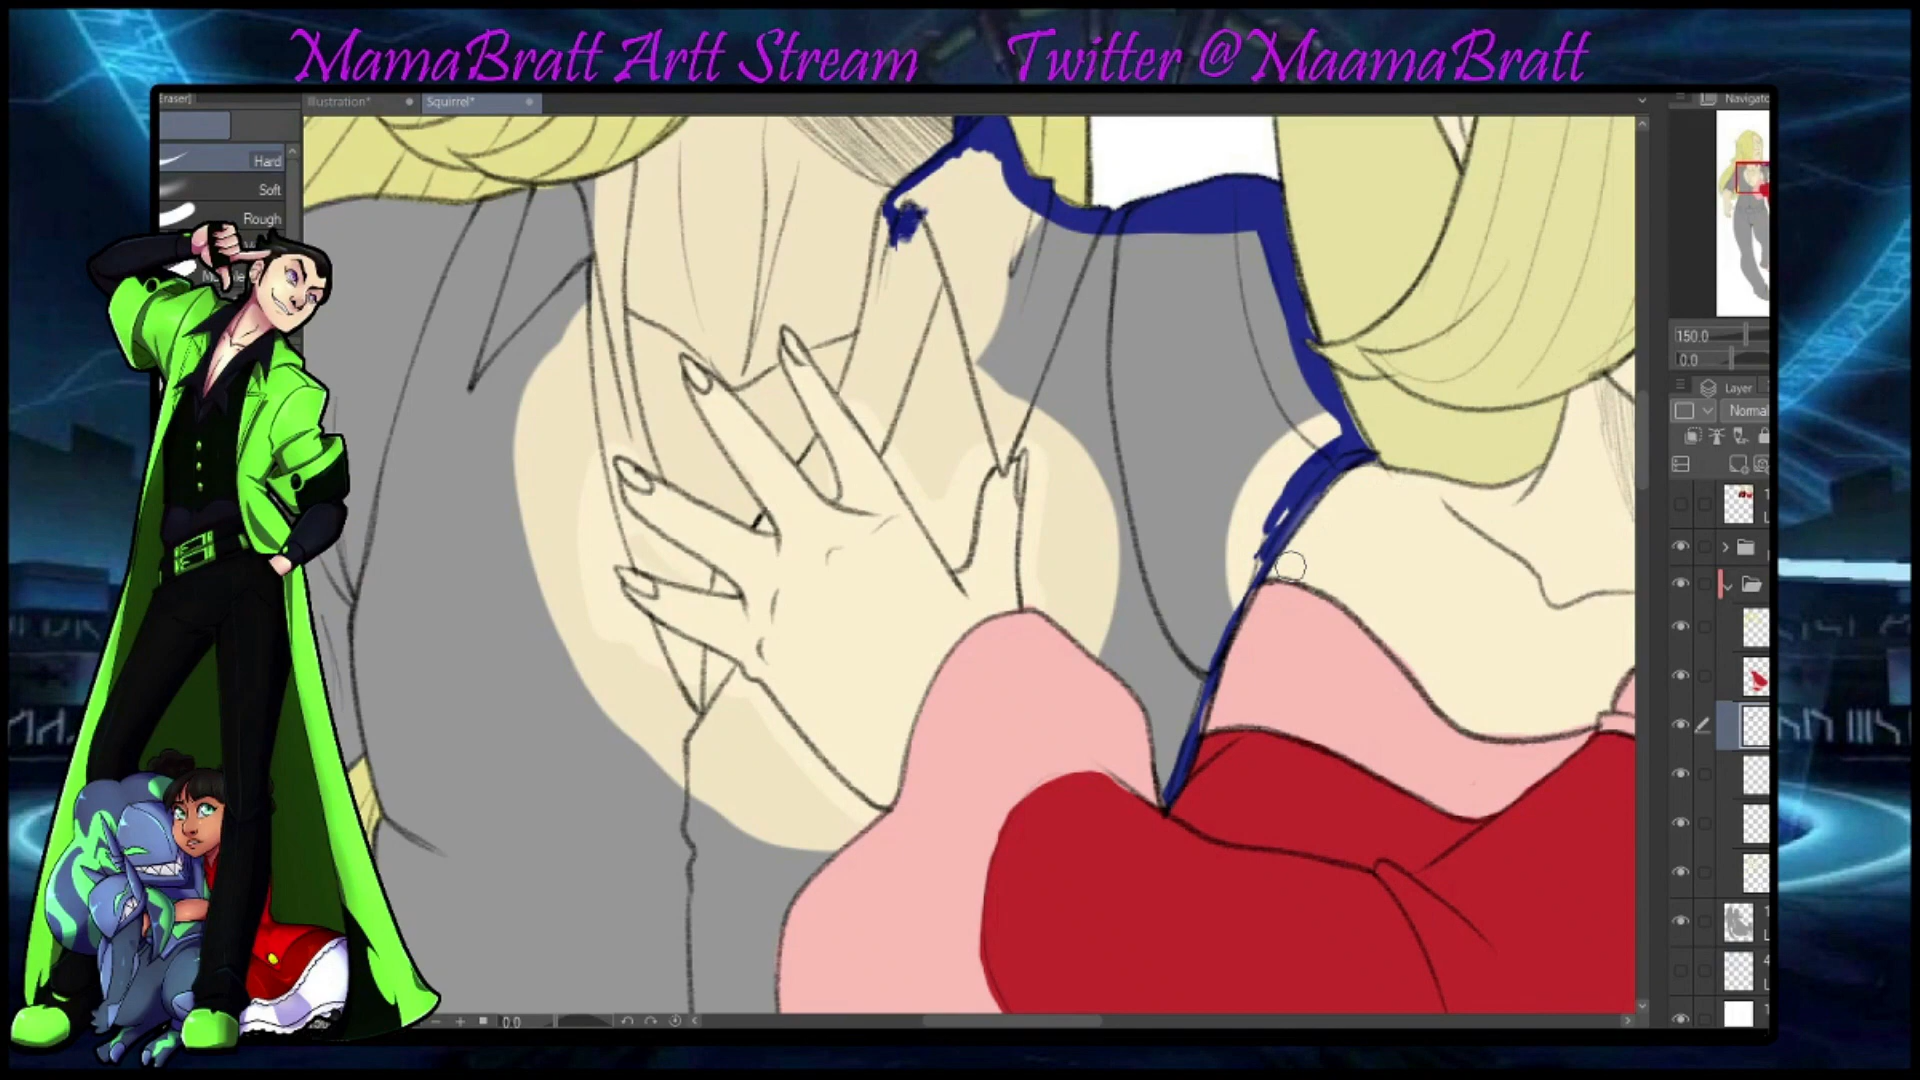 MamaBratt Artt Stream Twitter @MaamaBratt
Eraser]
Illustration* Squirrel* Navigato
Hard
Soft
Rough
150.0
0.0
Layer
Normal
0.0